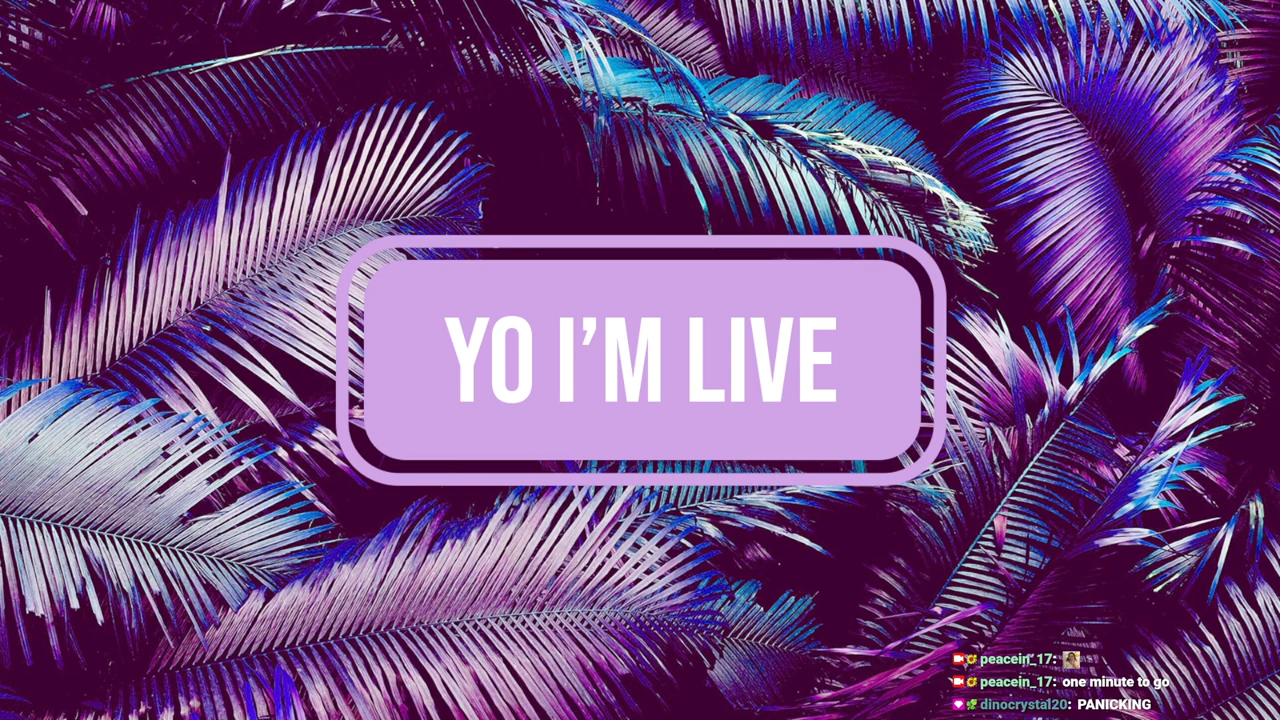 YO I’M LIVE
peacein_17:
peacein_17: one minute to go
dinocrystal20: PANICKING